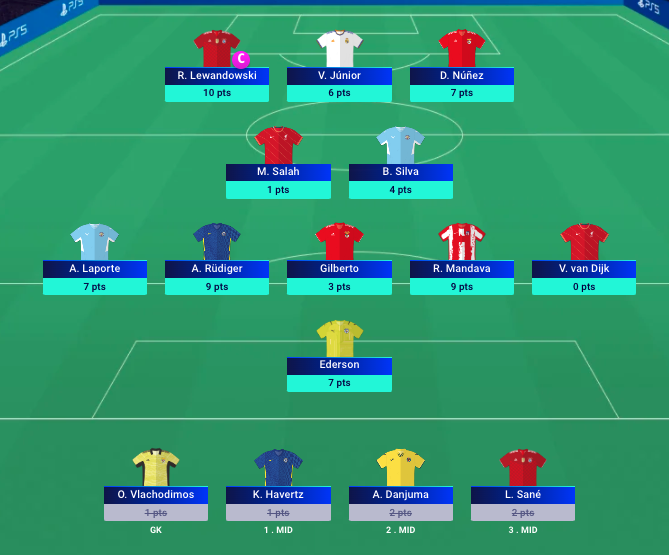 PS5
PS5
C
R. Lewandowski
10 pts
V. Júnior
6 pts
D. Núñez
7 pts
M. Salah
1 pts
B. Silva
4 pts
A. Laporte
7 pts
A. Rüdiger
9 pts
Gilberto
3 pts
R. Mandava
9 pts
V. van Dijk
0 pts
Ederson
7 pts
O. Vlachodimos
1 pts
GK
K. Havertz
1 pts
1 . MID
A. Danjuma
2 pts
2 . MID
L. Sané
2 pts
3 . MID